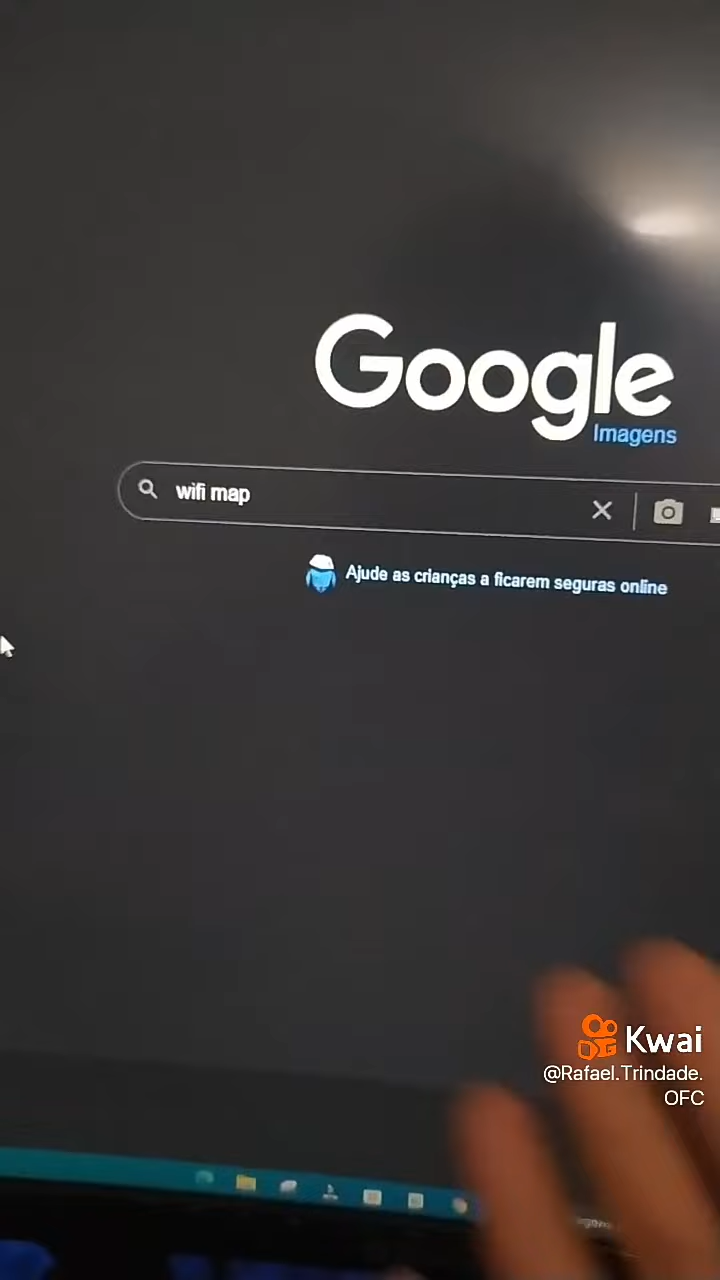 Google
Imagens
wifi map
Ajude as crianças a ficarem seguras online
Kwai
@Rafael.Trindade.
OFC